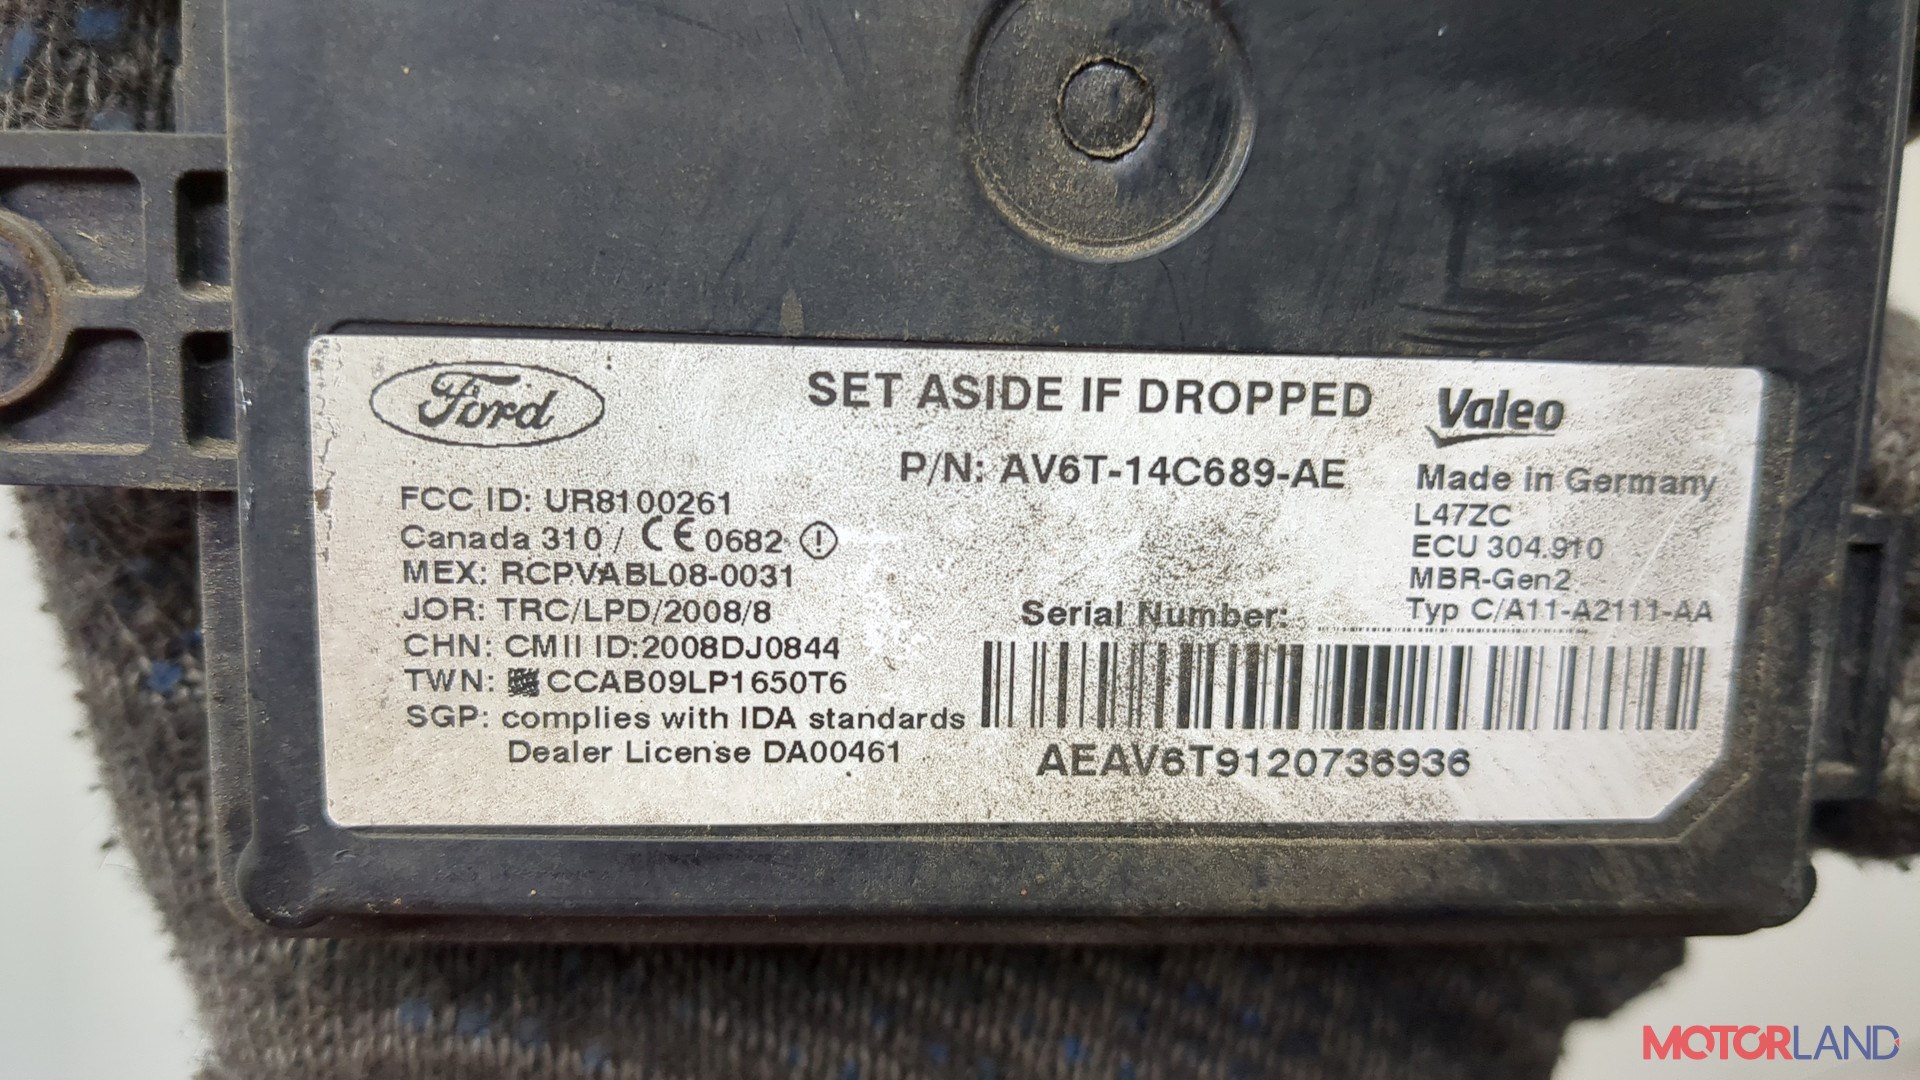 Ford
SET ASIDE IF DROPPED
Valeo
P/N: AV6T-14C689-AE
Made in Germany
L47ZC
ECU 304.910
MBR-Gen2
Typ C/A11-A2111-AA
FCC ID: UR8100261
Canada 310 / CE 0682
MEX: RCPVABL08-0031
JOR: TRC/LPD/2008/8
CHN: CMII ID:2008DJ0844
TWN: CCAB09LP1650T6
SGP: complies with IDA standards
Dealer License DA00461
Serial Number:
AEAV6T9120736936
MOTORLAND